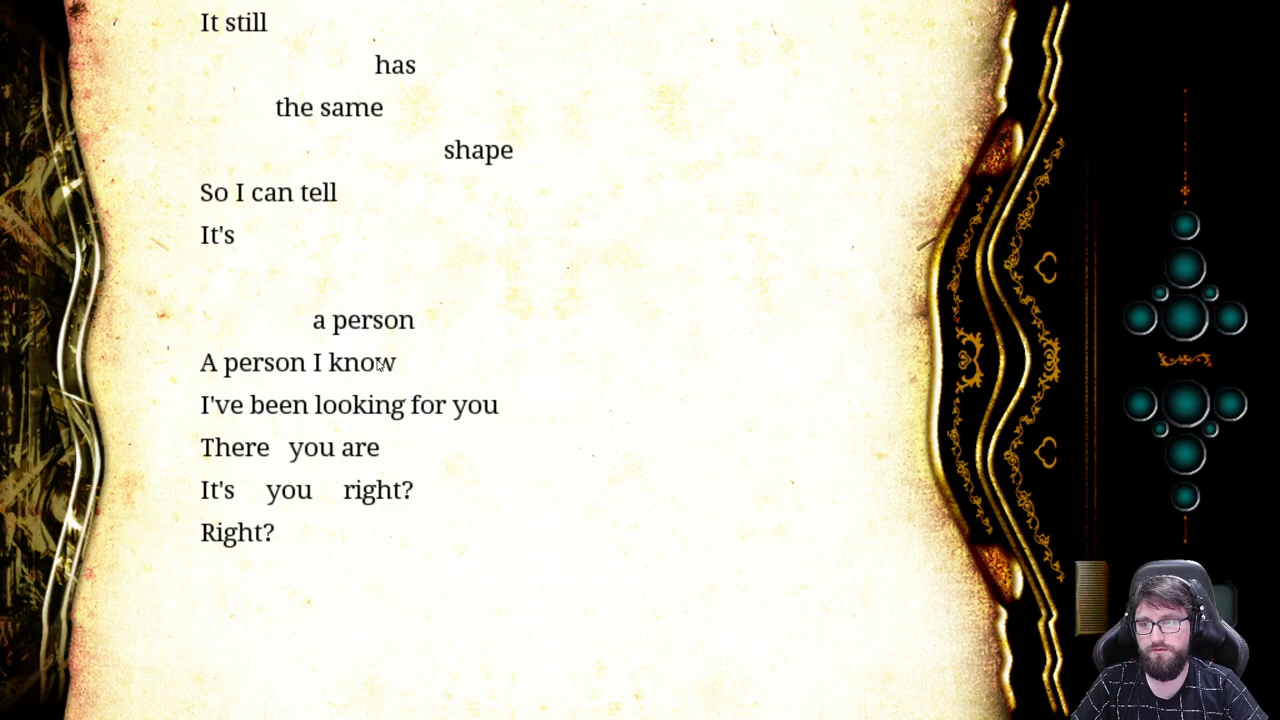 It still
has
the same
shape
So I can tell
It's
a person
A person I know
I've been looking for you
There you are
It's you right?
Right?